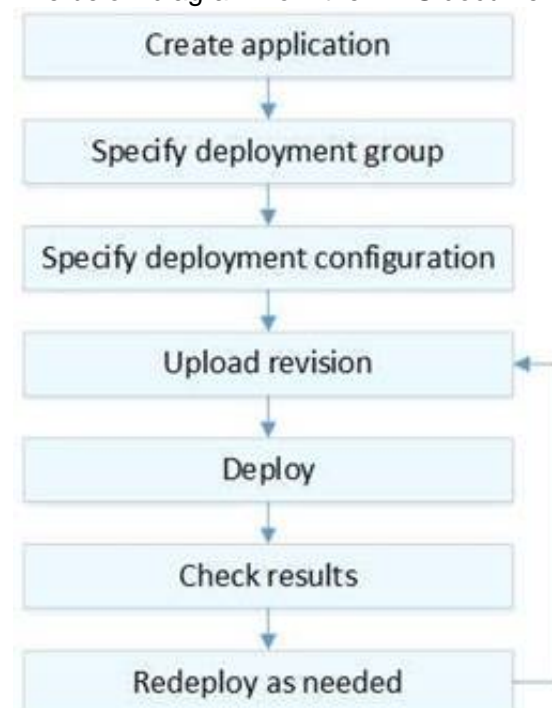 Create application
Specify deployment group
Specify deployment configuration
Upload revision
Deploy
Check results
Redeploy as needed